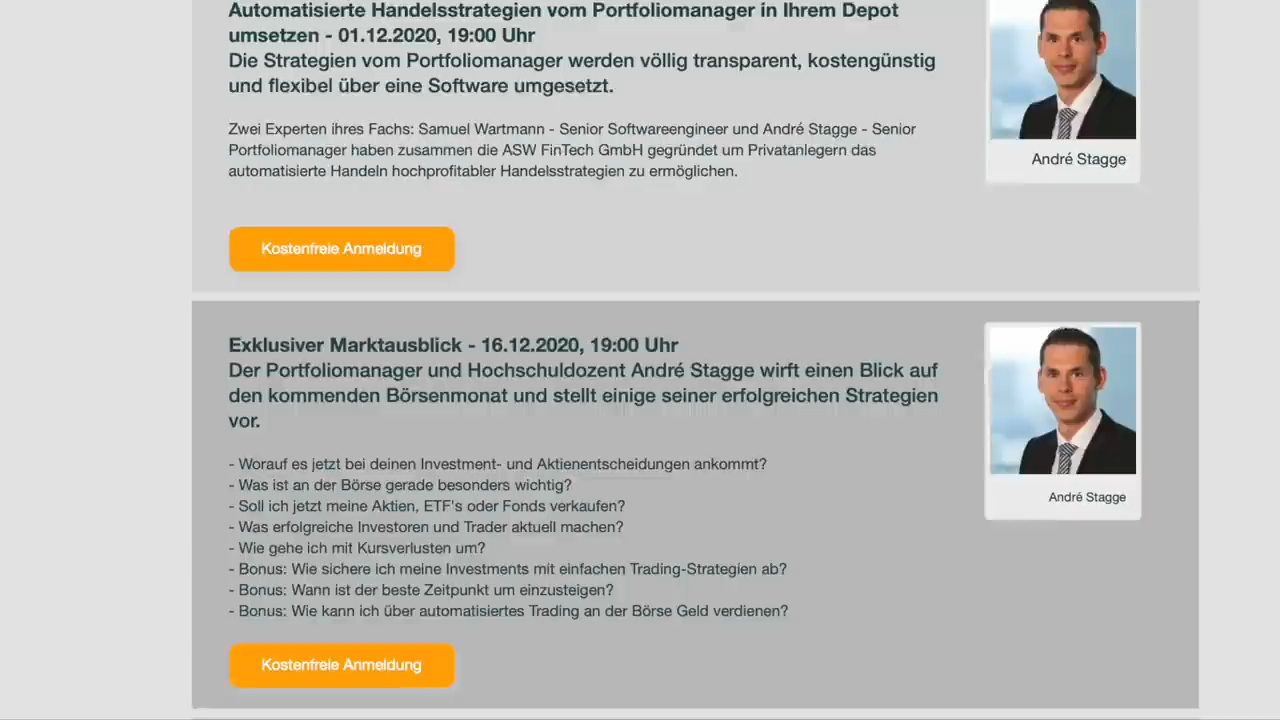 Automatisierte Handelsstrategien vom Portfoliomanager in Ihrem Depot
umsetzen - 01.12.2020, 19:00 Uhr
Die Strategien vom Portfoliomanager werden völlig transparent, kostengünstig
und flexibel über eine Software umgesetzt.
Zwei Experten ihres Fachs: Samuel Wartmann - Senior Softwareengineer und André Stagge - Senior
Portfoliomanager haben zusammen die ASW FinTech GmbH gegründet um Privatanlegern das
automatisierte Handeln hochprofitabler Handelsstrategien zu ermöglichen.
André Stagge
Kostenfreie Anmeldung
Exklusiver Marktausblick - 16.12.2020, 19:00 Uhr
Der Portfoliomanager und Hochschuldozent André Stagge wirft einen Blick auf
den kommenden Börsenmonat und stellt einige seiner erfolgreichen Strategien
vor.
- Worauf es jetzt bei deinen Investment- und Aktienentscheidungen ankommt?
- Was ist an der Börse gerade besonders wichtig?
- Soll ich jetzt meine Aktien, ETF's oder Fonds verkaufen?
- Was erfolgreiche Investoren und Trader aktuell machen?
- Wie gehe ich mit Kursverlusten um?
- Bonus: Wie sichere ich meine Investments mit einfachen Trading-Strategien ab?
- Bonus: Wann ist der beste Zeitpunkt um einzusteigen?
- Bonus: Wie kann ich über automatisiertes Trading an der Börse Geld verdienen?
André Stagge
Kostenfreie Anmeldung